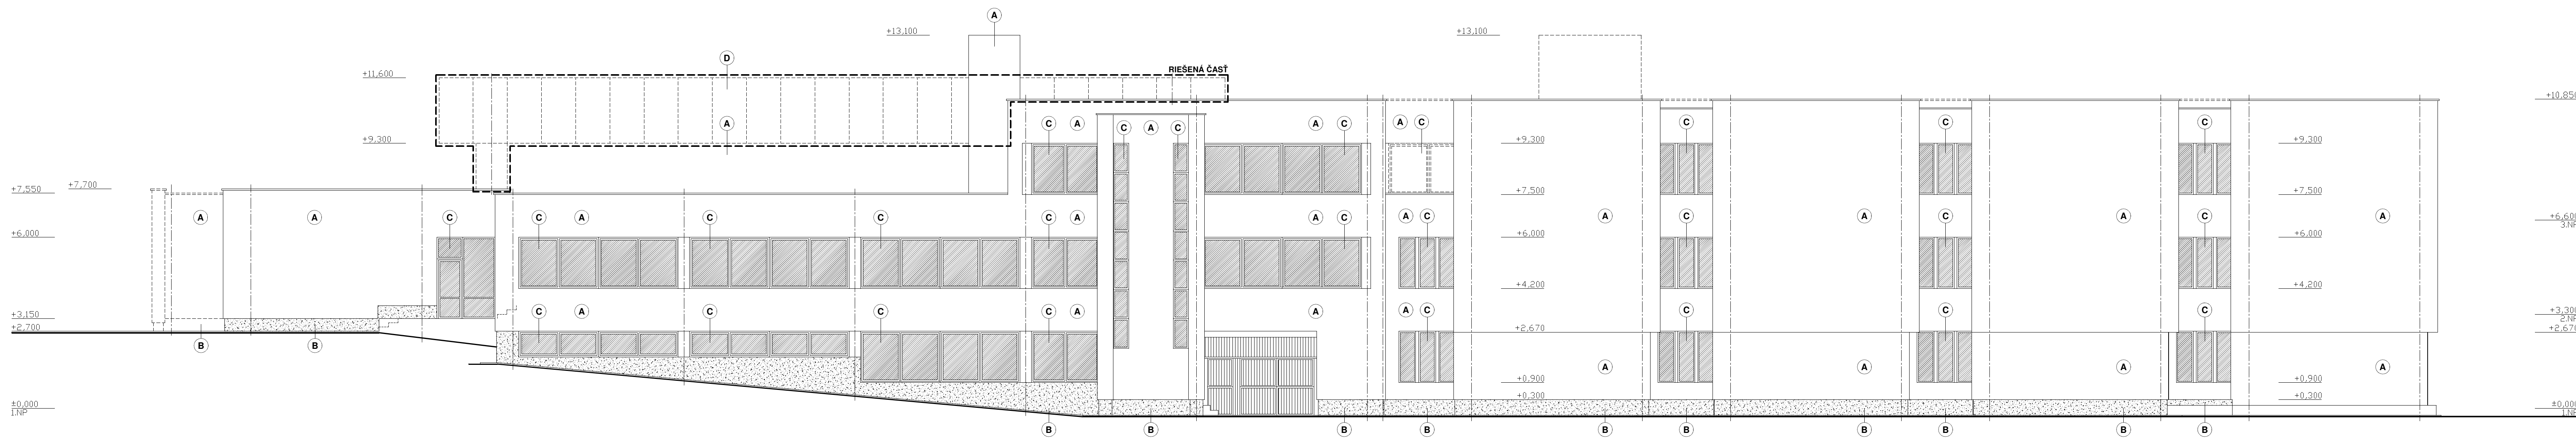 A
+13,100
+13,100
D
+11,600
RIEŠENÁ ČASŤ
+10,850
A
C
A
C
A
C
A
C
A
C
C
C
C
+9,300
+9,300
+9,300
+7,550
+7,700
+7,500
+7,500
A
A
C
C
A
C
C
C
A
A
C
A
C
A
C
A
C
A
C
A
+6,600
3.NP
+6,000
+6,000
+6,000
+4,200
+4,200
+3,150
+2,700
C
A
C
C
C
A
A
A
C
C
C
C
+3,300
2.NP
+2,670
+2,670
B
B
A
A
A
A
+0,900
+0,900
+0,300
+0,300
±0,000
1.NP
±0,000
1.NP
B
B
B
B
B
B
B
B
B
B